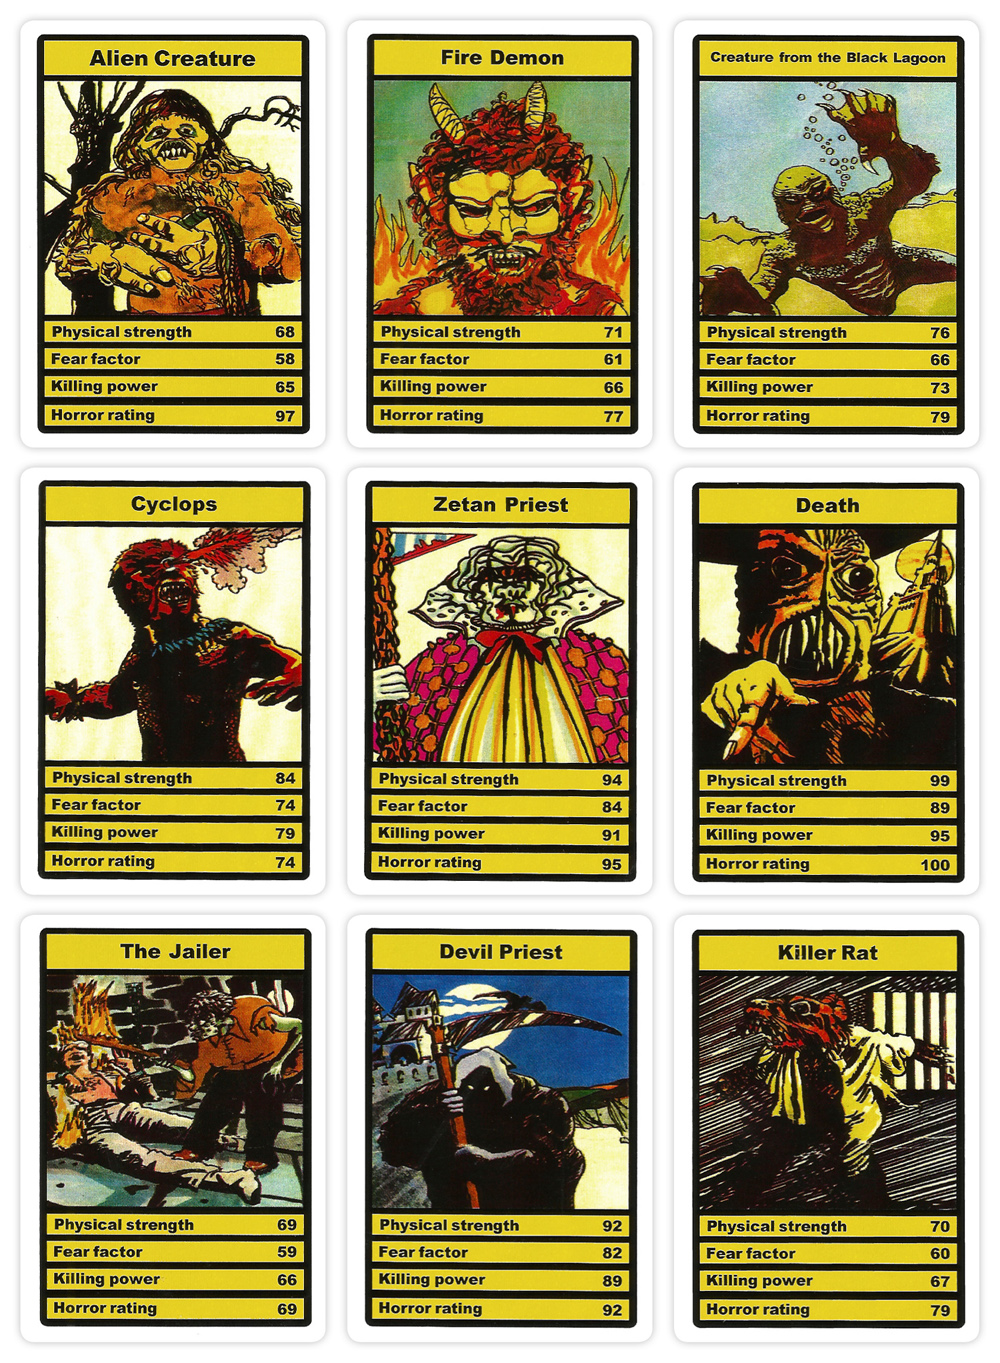 Alien Creature
Physical strength 68
Fear factor 58
Killing power 65
Horror rating 97
Fire Demon
Physical strength 71
Fear factor 61
Killing power 66
Horror rating 77
Creature from the Black Lagoon
Physical strength 76
Fear factor 66
Killing power 73
Horror rating 79
Cyclops
Physical strength 84
Fear factor 74
Killing power 79
Horror rating 74
Zetan Priest
Physical strength 94
Fear factor 84
Killing power 91
Horror rating 95
Death
Physical strength 99
Fear factor 89
Killing power 95
Horror rating 100
The Jailer
Physical strength 69
Fear factor 59
Killing power 66
Horror rating 69
Devil Priest
Physical strength 92
Fear factor 82
Killing power 89
Horror rating 92
Killer Rat
Physical strength 70
Fear factor 60
Killing power 67
Horror rating 79